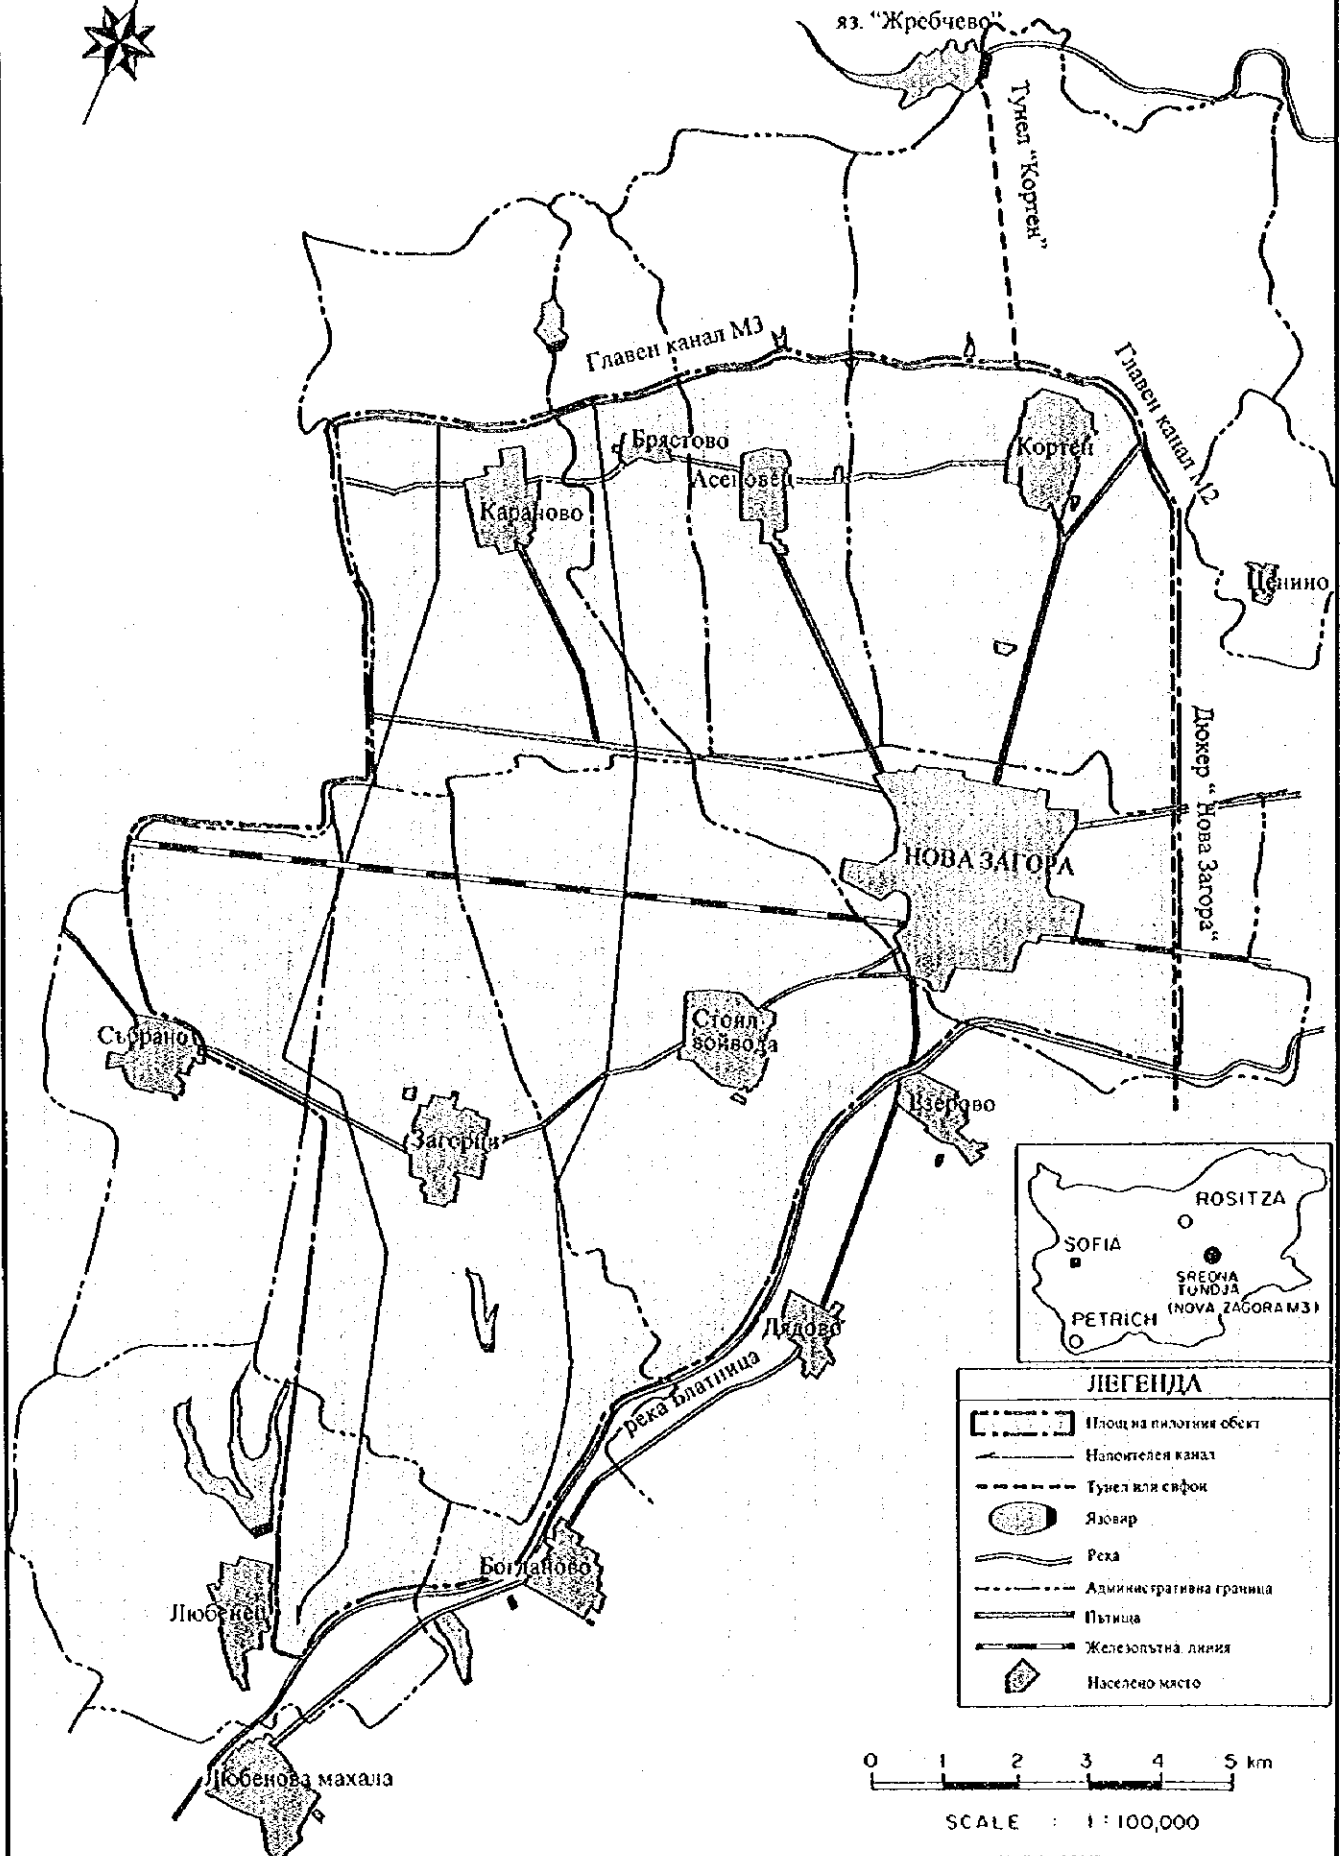 яз. "Жребчево"
Тунел "Кортен"
Главен канал М3
Главен канал М2
Брястово
Кортен
Асеновец
Караново
Ценино
Дюкер "Нова Загора"
НОВА ЗАГОРА
Събрано
Стоил
войвода
Езерово
Загорци
Дядово
река Блатница
Богданово
Любенец
Любенова махала
ROSITZA
SOFIA
SREDNA
TUNDJA
(NOVA ZAGORA M3)
PETRICH
ЛЕГЕНДА
Площ на пилотния обект
Напоителен канал
Тунел или сифон
Язовир
Река
Административна граница
Пътища
Железопътна линия
Населено място
0 1 2 3 4 5 km
SCALE : 1:100,000